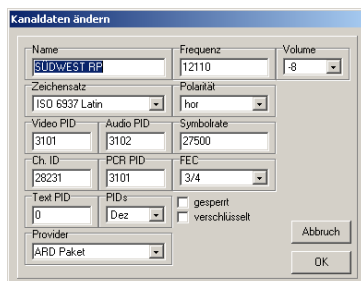 Kanaldaten ändern
Name Frequenz Volume
SÜDWEST RP 12110 -8
Zeichensatz Polarität
ISO 6937 Latin hor
Video PID Audio PID Symbolrate
3101 3102 27500
Ch. ID PCR PID FEC
28231 3101 3/4
Text PID PIDs gesperrt
0 Dez verschlüsselt
Provider Abbruch
ARD Paket OK